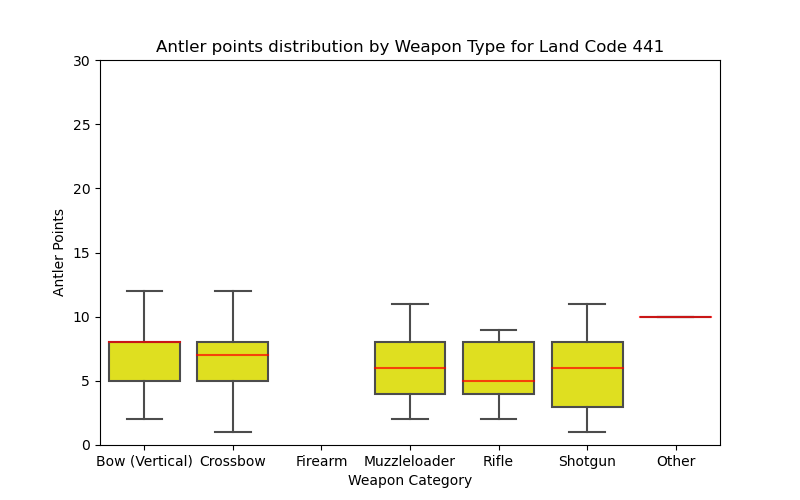 Antler points distribution by Weapon Type for Land Code 441
30
25
20
15
10
5
0
Antler Points
Bow (Vertical) Crossbow Firearm Muzzleloader Rifle Shotgun Other
Weapon Category